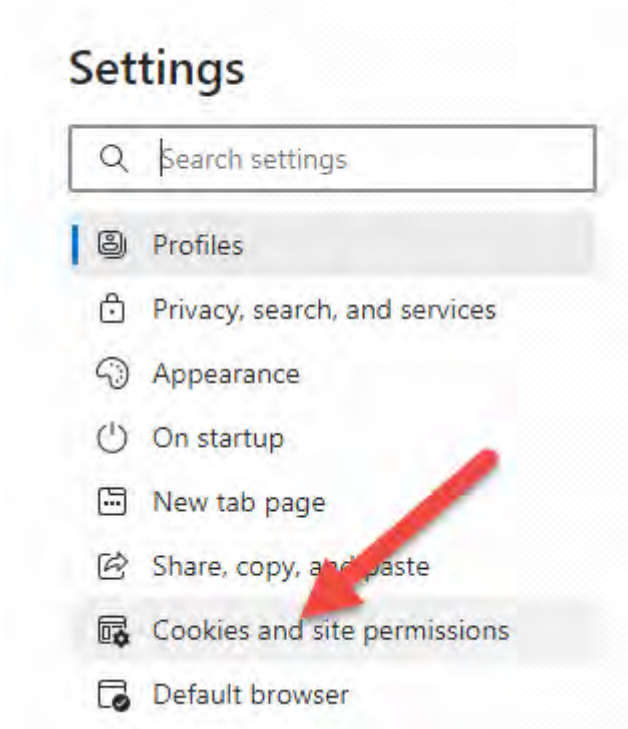 Settings
Search settings
Profiles
Privacy, search, and services
Appearance
On startup
New tab page
Share, copy, and paste
Cookies and site permissions
Default browser